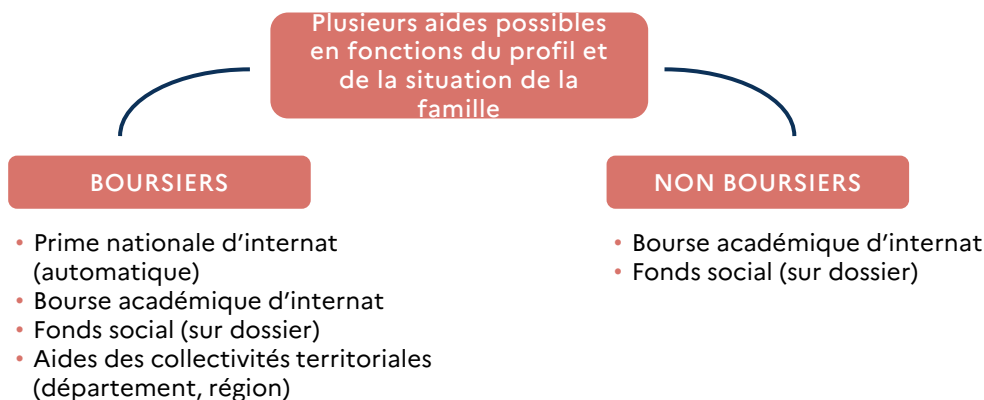 Plusieurs aides possibles
en fonctions du profil et
de la situation de la
famille
BOURSIERS
• Prime nationale d’internat
(automatique)
• Bourse académique d’internat
• Fonds social (sur dossier)
• Aides des collectivités territoriales
(département, région)
NON BOURSIERS
• Bourse académique d’internat
• Fonds social (sur dossier)